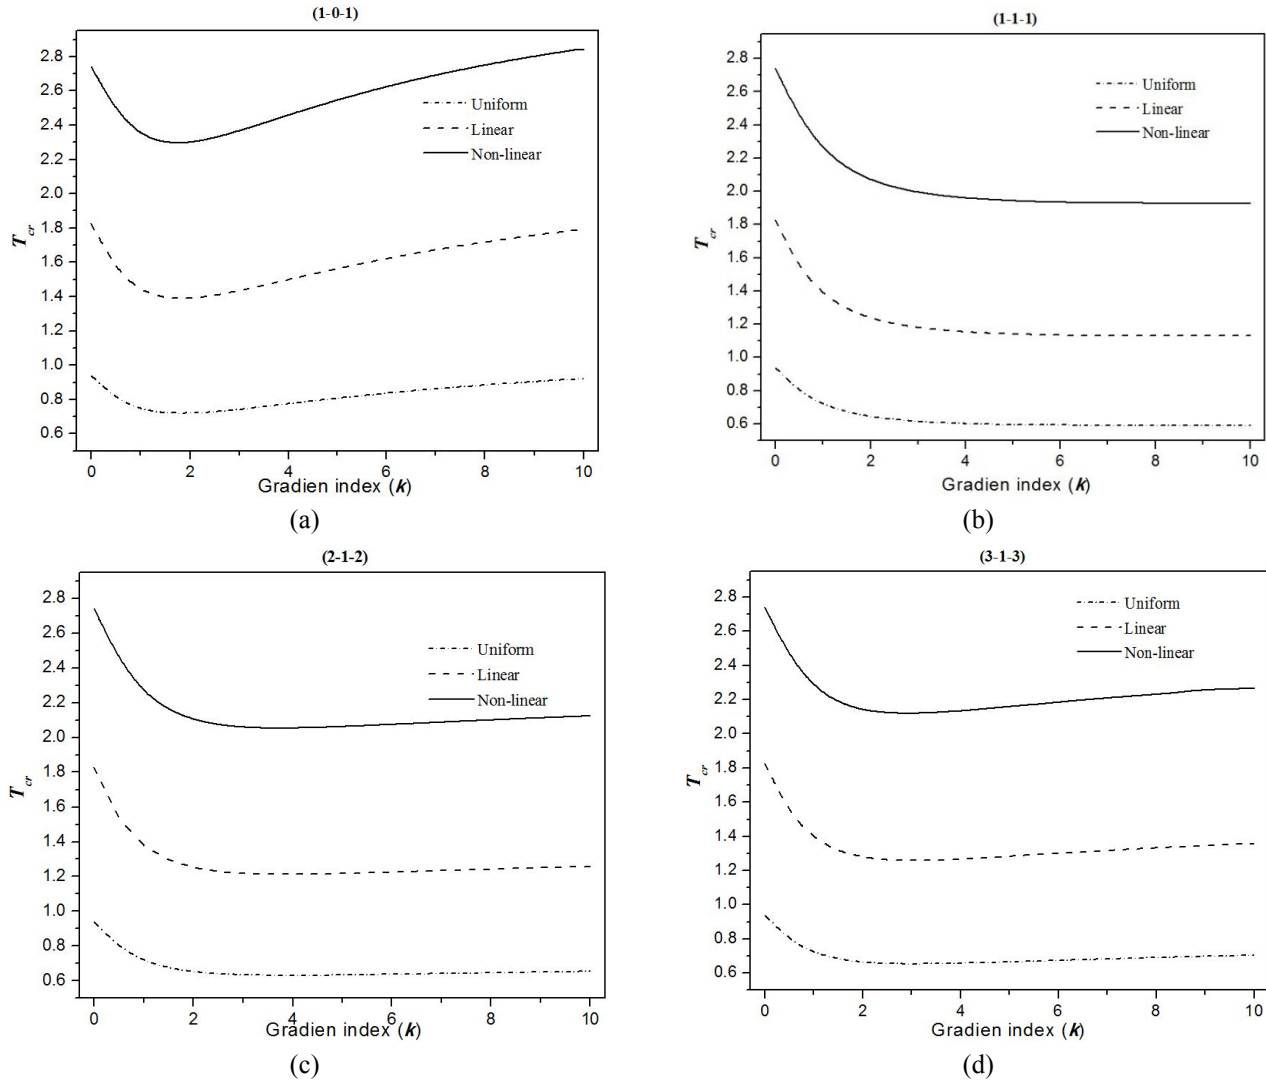 (1-0-1)
2.8
2.6
2.4
2.2
2.0
1.8
1.6
1.4
1.2
1.0
0.8
0.6
T_cr
Uniform
Linear
Non-linear
0 2 4 6 8 10
Gradien index (k)
(a)
(1-1-1)
2.8
2.6
2.4
2.2
2.0
1.8
1.6
1.4
1.2
1.0
0.8
0.6
T_cr
Uniform
Linear
Non-linear
0 2 4 6 8 10
Gradien index (k)
(b)
(2-1-2)
2.8
2.6
2.4
2.2
2.0
1.8
1.6
1.4
1.2
1.0
0.8
0.6
T_cr
Uniform
Linear
Non-linear
0 2 4 6 8 10
Gradien index (k)
(c)
(3-1-3)
2.8
2.6
2.4
2.2
2.0
1.8
1.6
1.4
1.2
1.0
0.8
0.6
T_cr
Uniform
Linear
Non-linear
0 2 4 6 8 10
Gradien index (k)
(d)